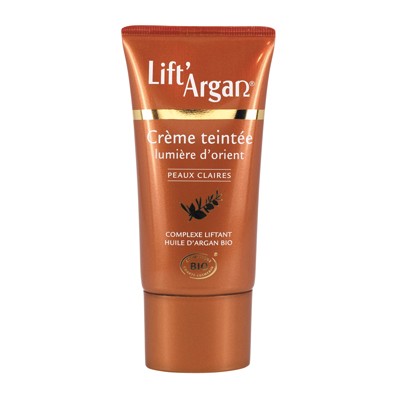 Lift'
Argan®
Crème teintée
lumière d'orient
PEAUX CLAIRES
COMPLEXE LIFTANT
HUILE D'ARGAN BIO
BIO